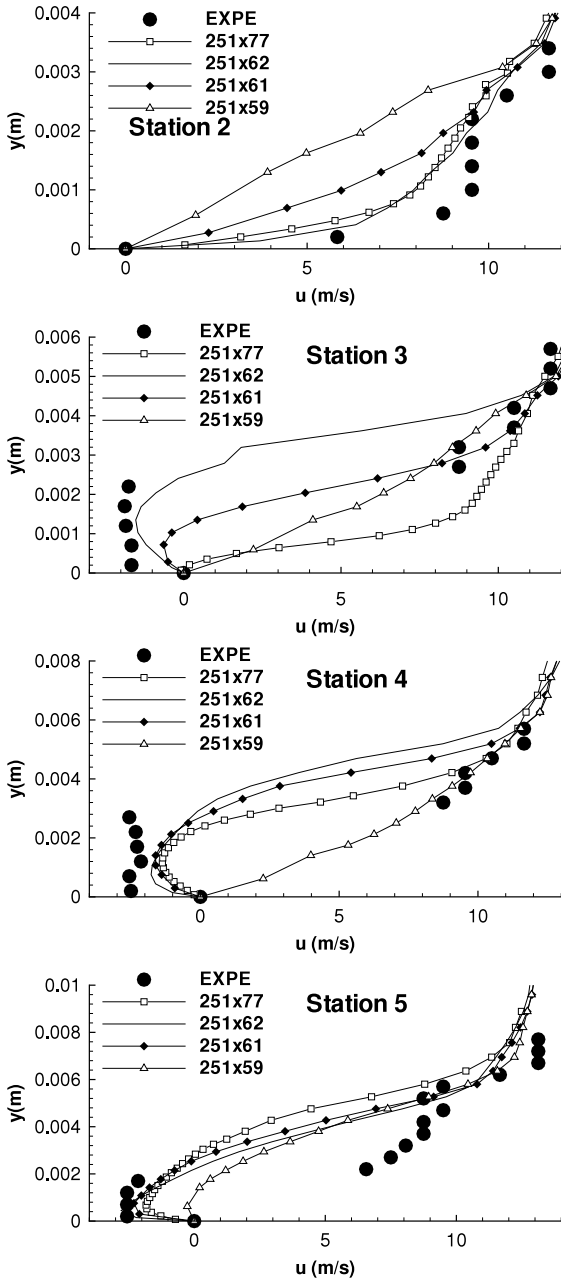 EXPE
251x77
251x62
251x61
251x59
Station 2
y(m)
0.004
0.003
0.002
0.001
0
0 5 10
u (m/s)
EXPE
251x77
251x62
251x61
251x59
Station 3
y(m)
0.006
0.005
0.004
0.003
0.002
0.001
0
0 5 10
u (m/s)
EXPE
251x77
251x62
251x61
251x59
Station 4
y(m)
0.008
0.006
0.004
0.002
0
0 5 10
u (m/s)
EXPE
251x77
251x62
251x61
251x59
Station 5
y(m)
0.01
0.008
0.006
0.004
0.002
0
0 5 10
u (m/s)